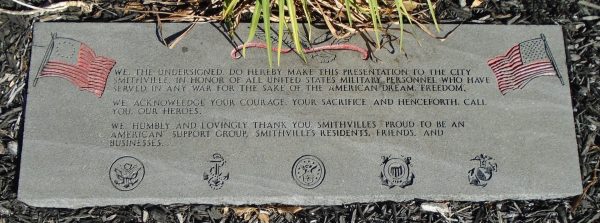 WE, THE UNDERSIGNED, DO HEREBY MAKE THIS PRESENTATION TO THE CITY
SMITHVILLE, IN HONOR OF ALL UNITED STATES MILITARY PERSONNEL WHO HAVE
SERVED IN ANY WAR FOR THE SAKE OF THE AMERICAN DREAM, FREEDOM.
WE ACKNOWLEDGE YOUR COURAGE, YOUR SACRIFICE, AND HENCEFORTH, CALL
YOU, OUR HEROES.
WE, HUMBLY AND LOVINGLY THANK YOU, SMITHVILLE'S PROUD TO BE AN
AMERICAN SUPPORT GROUP, SMITHVILLE'S RESIDENTS, FRIENDS, AND
BUSINESSES.